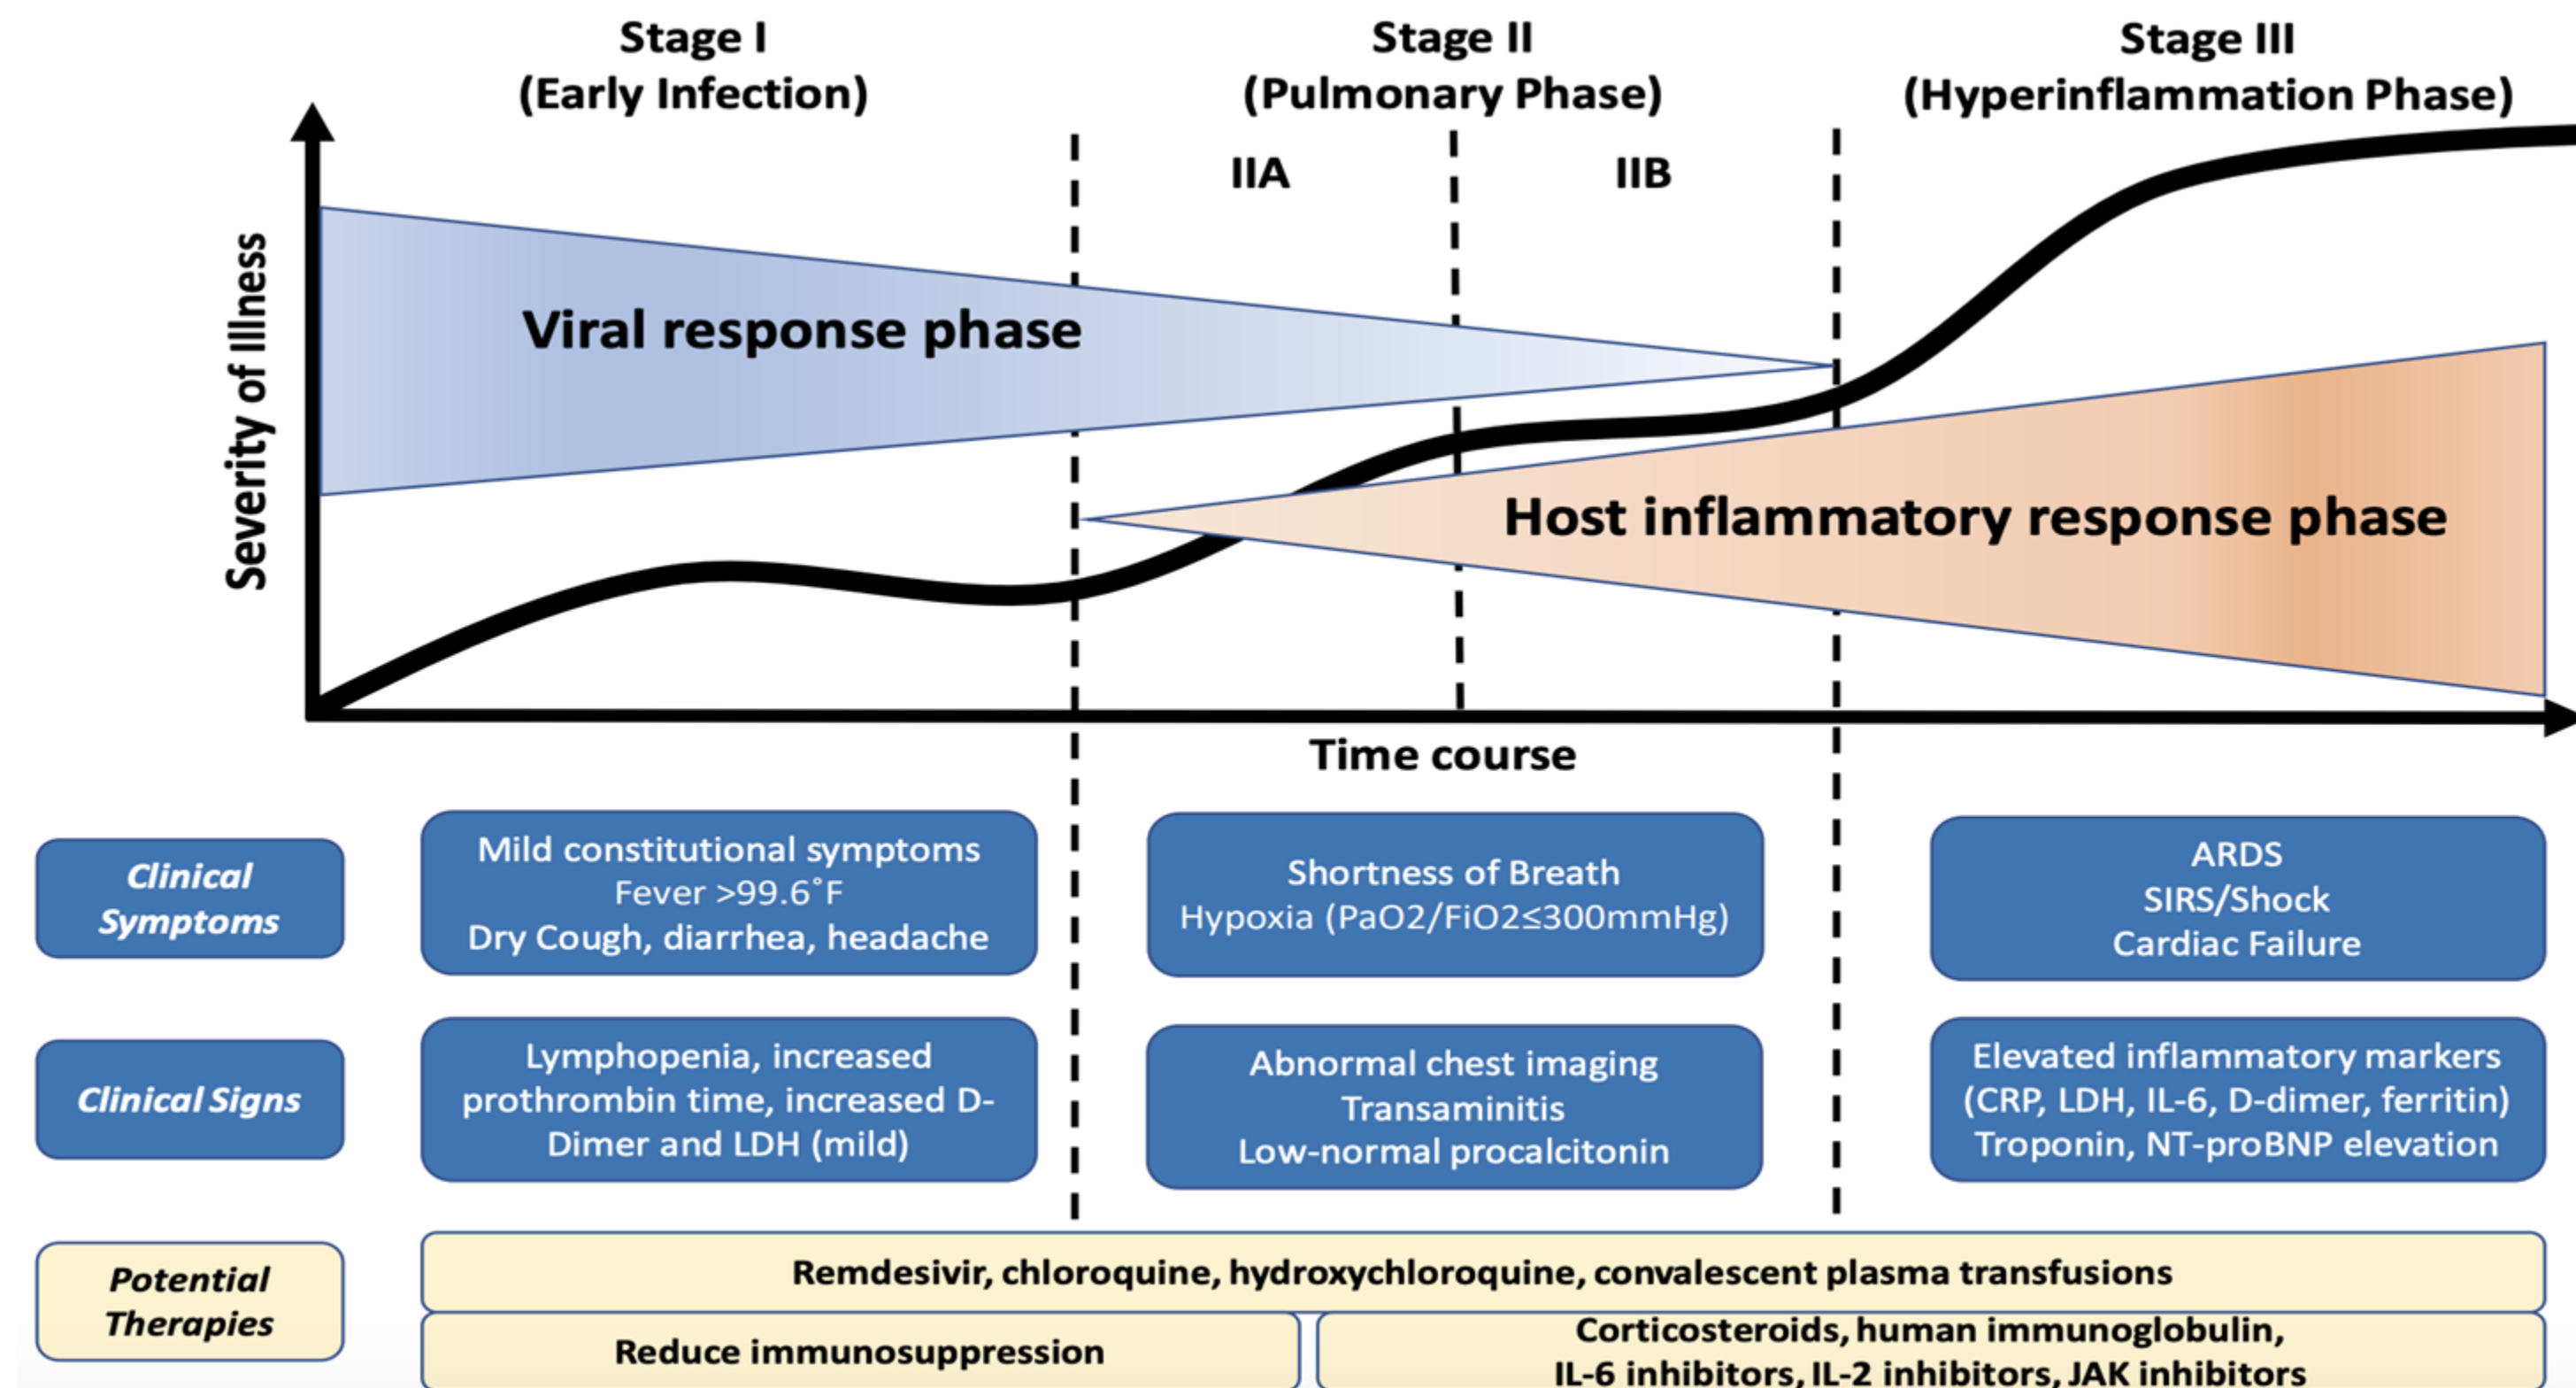 Stage I
(Early Infection)
Stage II
(Pulmonary Phase)
Stage III
(Hyperinflammation Phase)
IIA
IIB
Severity of Illness
Viral response phase
Host inflammatory response phase
Time course
Clinical
Symptoms
Mild constitutional symptoms
Fever >99.6˚F
Dry Cough, diarrhea, headache
Shortness of Breath
Hypoxia (PaO2/FiO2≤300mmHg)
ARDS
SIRS/Shock
Cardiac Failure
Clinical Signs
Lymphopenia, increased
prothrombin time, increased D-
Dimer and LDH (mild)
Abnormal chest imaging
Transaminitis
Low-normal procalcitonin
Elevated inflammatory markers
(CRP, LDH, IL-6, D-dimer, ferritin)
Troponin, NT-proBNP elevation
Potential
Therapies
Remdesivir, chloroquine, hydroxychloroquine, convalescent plasma transfusions
Reduce immunosuppression
Corticosteroids, human immunoglobulin,
IL-6 inhibitors, IL-2 inhibitors, JAK inhibitors